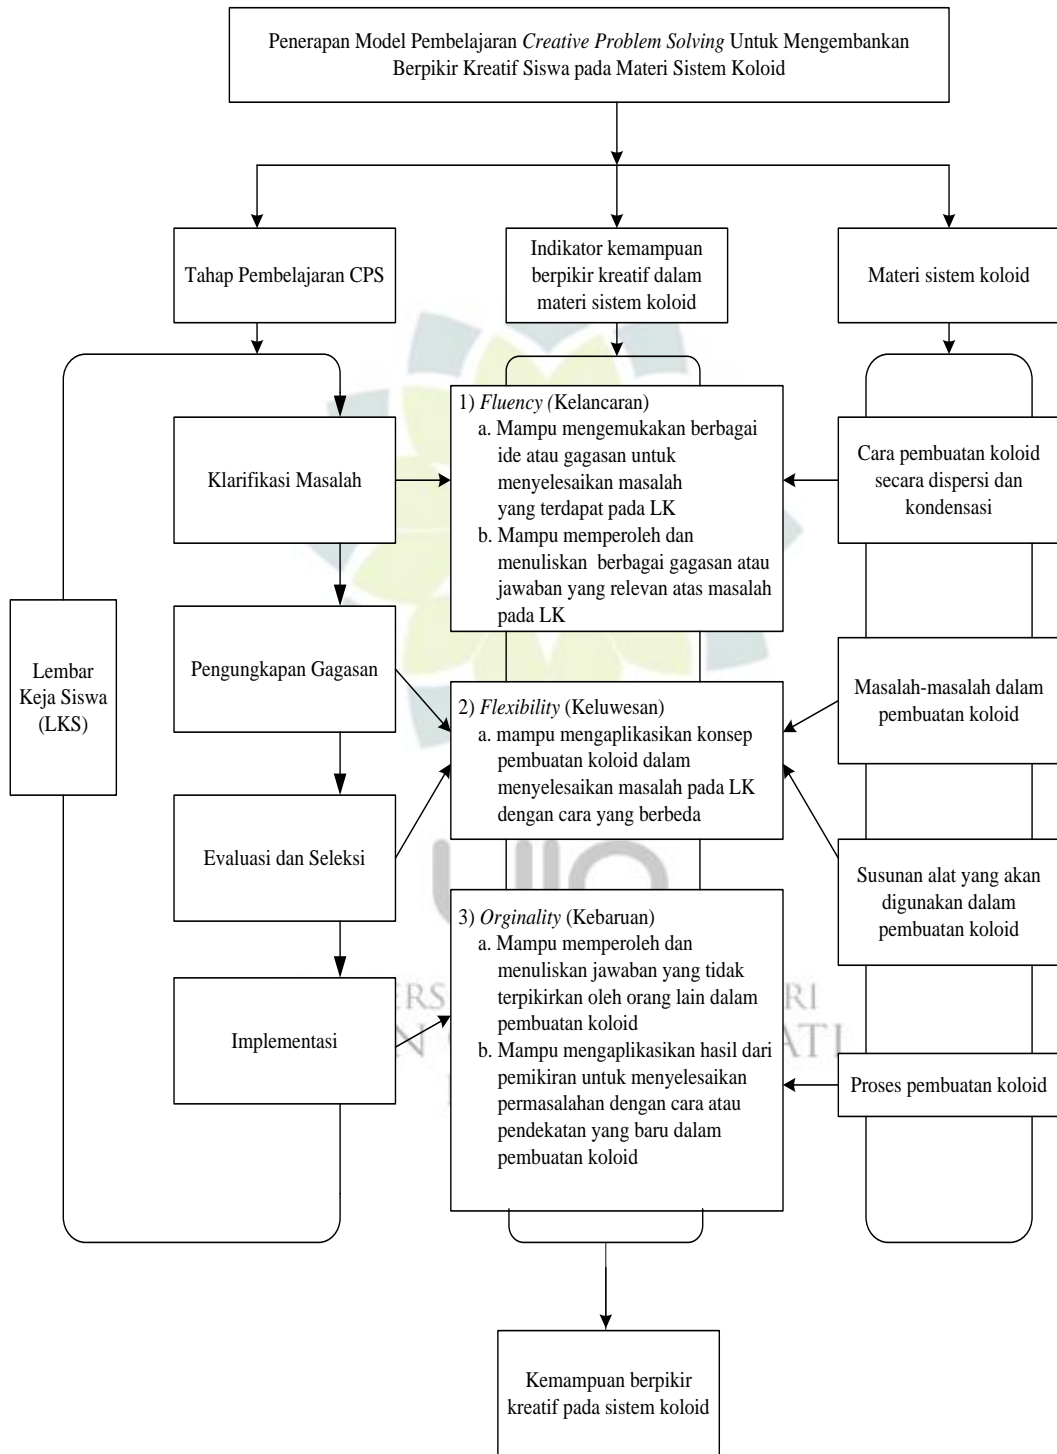 Penerapan Model Pembelajaran Creative Problem Solving Untuk Mengembankan
Berpikir Kreatif Siswa pada Materi Sistem Koloid
Tahap Pembelajaran CPS
Indikator kemampuan
berpikir kreatif dalam
materi sistem koloid
Materi sistem koloid
Lembar
Keja Siswa
(LKS)
Klarifikasi Masalah
Pengungkapan Gagasan
Evaluasi dan Seleksi
Implementasi
1) Fluency (Kelancaran)
a. Mampu mengemukakan berbagai
ide atau gagasan untuk
menyelesaikan masalah
yang terdapat pada LK
b. Mampu memperoleh dan
menuliskan berbagai gagasan atau
jawaban yang relevan atas masalah
pada LK
2) Flexibility (Keluwesan)
a. mampu mengaplikasikan konsep
pembuatan koloid dalam
menyelesaikan masalah pada LK
dengan cara yang berbeda
3) Orginality (Kebaruan)
a. Mampu memperoleh dan
menuliskan jawaban yang tidak
terpikirkan oleh orang lain dalam
pembuatan koloid
b. Mampu mengaplikasikan hasil dari
pemikiran untuk menyelesaikan
permasalahan dengan cara atau
pendekatan yang baru dalam
pembuatan koloid
Cara pembuatan koloid
secara dispersi dan
kondensasi
Masalah-masalah dalam
pembuatan koloid
Susunan alat yang akan
digunakan dalam
pembuatan koloid
Proses pembuatan koloid
Kemampuan berpikir
kreatif pada sistem koloid